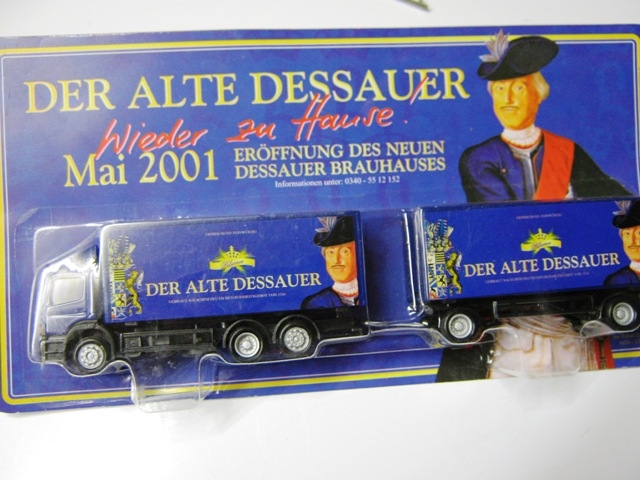 DER ALTE DESSAUER
Wieder zu Hause!
Mai 2001
ERÖFFNUNG DES NEUEN
DESSAUER BRAUHAUSES
Informationen unter: 0340 - 55 12 152
DER ALTE DESSAUER
DER ALTE DESSAUER